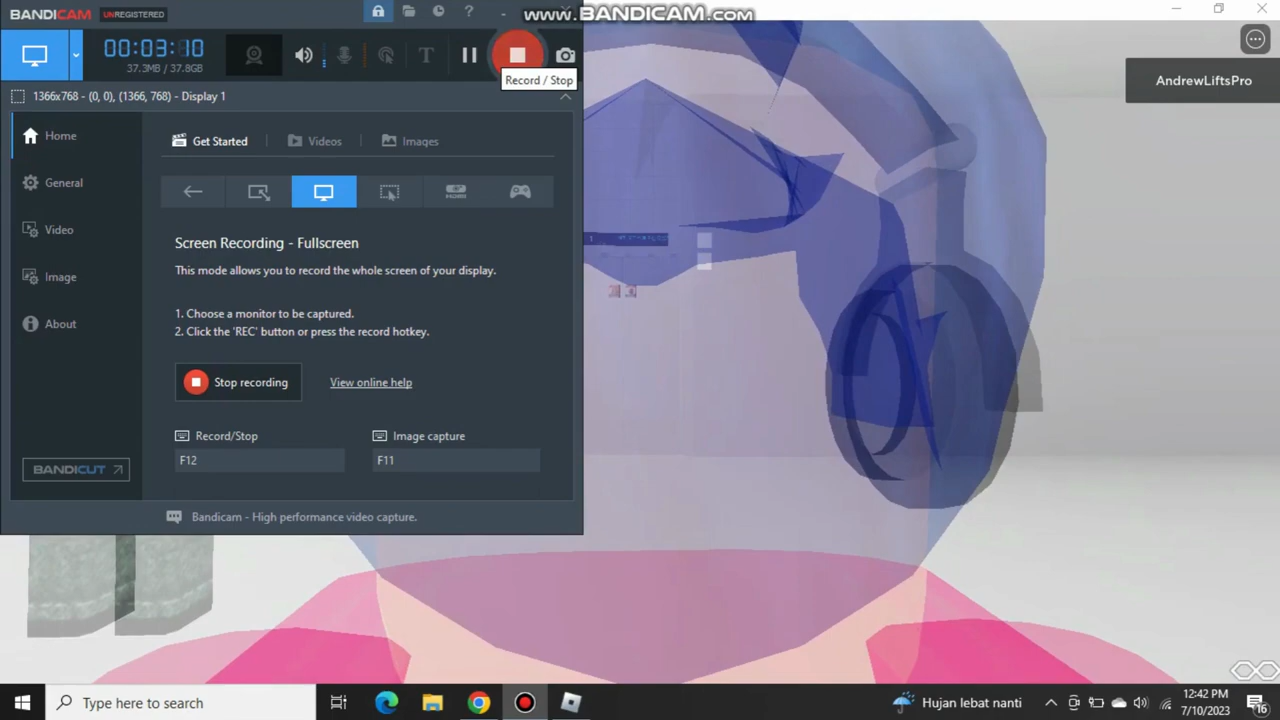 BANDICAM UNREGISTERED
www.BANDICAM.com
00:03:10
37.3MB / 37.8GB
Record / Stop
AndrewLiftsPro
1366x768 - (0, 0), (1366, 768) - Display 1
Home
General
Video
Image
About
BANDICUT
Get Started
Videos
Images
HDMI
Screen Recording - Fullscreen
This mode allows you to record the whole screen of your display.
1. Choose a monitor to be captured.
2. Click the 'REC' button or press the record hotkey.
Stop recording
View online help
Record/Stop
Image capture
F12
F11
Bandicam - High performance video capture.
Type here to search
Hujan lebat nanti
12:42 PM
7/10/2023
16